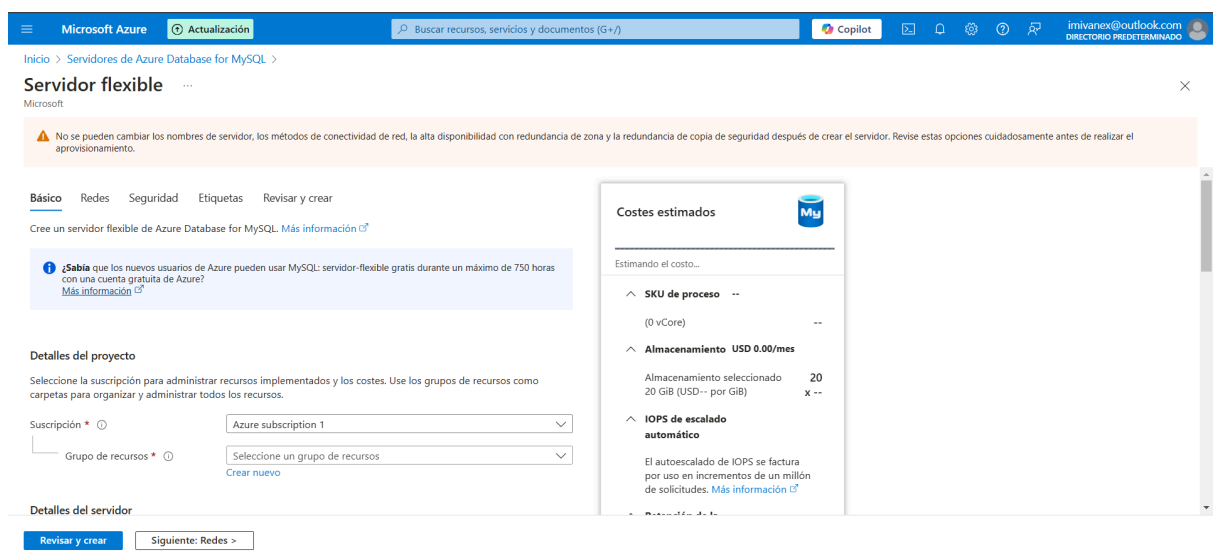 Microsoft Azure
Actualización
Buscar recursos, servicios y documentos (G+/)
Copilot
imivanex@outlook.com
DIRECTORIO PREDETERMINADO
Inicio > Servidores de Azure Database for MySQL >
Servidor flexible ...
Microsoft
No se pueden cambiar los nombres de servidor, los métodos de conectividad de red, la alta disponibilidad con redundancia de zona y la redundancia de copia de seguridad después de crear el servidor. Revise estas opciones cuidadosamente antes de realizar el
aprovisionamiento.
Básico Redes Seguridad Etiquetas Revisar y crear
Cree un servidor flexible de Azure Database for MySQL. Más información
¿Sabía que los nuevos usuarios de Azure pueden usar MySQL: servidor-flexible gratis durante un máximo de 750 horas
con una cuenta gratuita de Azure?
Más información
Detalles del proyecto
Seleccione la suscripción para administrar recursos implementados y los costes. Use los grupos de recursos como
carpetas para organizar y administrar todos los recursos.
Suscripción *
Azure subscription 1
Grupo de recursos *
Seleccione un grupo de recursos
Crear nuevo
Detalles del servidor
Costes estimados
My
Estimando el costo...
SKU de proceso --
(0 vCore) --
Almacenamiento USD 0.00/mes
Almacenamiento seleccionado 20
20 GiB (USD-- por GiB) x --
IOPS de escalado
automático
El autoescalado de IOPS se factura
por uso en incrementos de un millón
de solicitudes. Más información
Revisar y crear
Siguiente: Redes >